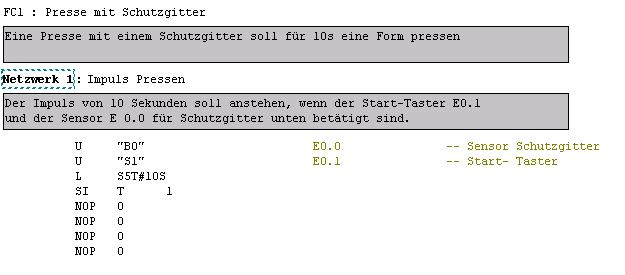 FC1 : Presse mit Schutzgitter
Eine Presse mit einem Schutzgitter soll für 10s eine Form pressen
Netzwerk 1: Impuls Pressen
Der Impuls von 10 Sekunden soll anstehen, wenn der Start-Taster E0.1
und der Sensor E 0.0 für Schutzgitter unten betätigt sind.
U "B0" E0.0 -- Sensor Schutzgitter
U "S1" E0.1 -- Start- Taster
L S5T#10S
SI T 1
NOP 0
NOP 0
NOP 0
NOP 0